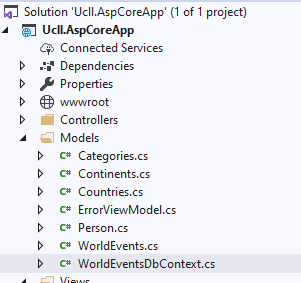 Solution 'Ucll.AspCoreApp' (1 of 1 project)
Ucll.AspCoreApp
Connected Services
Dependencies
Properties
wwwroot
Controllers
Models
C# Categories.cs
C# Continents.cs
C# Countries.cs
C# ErrorViewModel.cs
C# Person.cs
C# WorldEvents.cs
C# WorldEventsDbContext.cs
Views